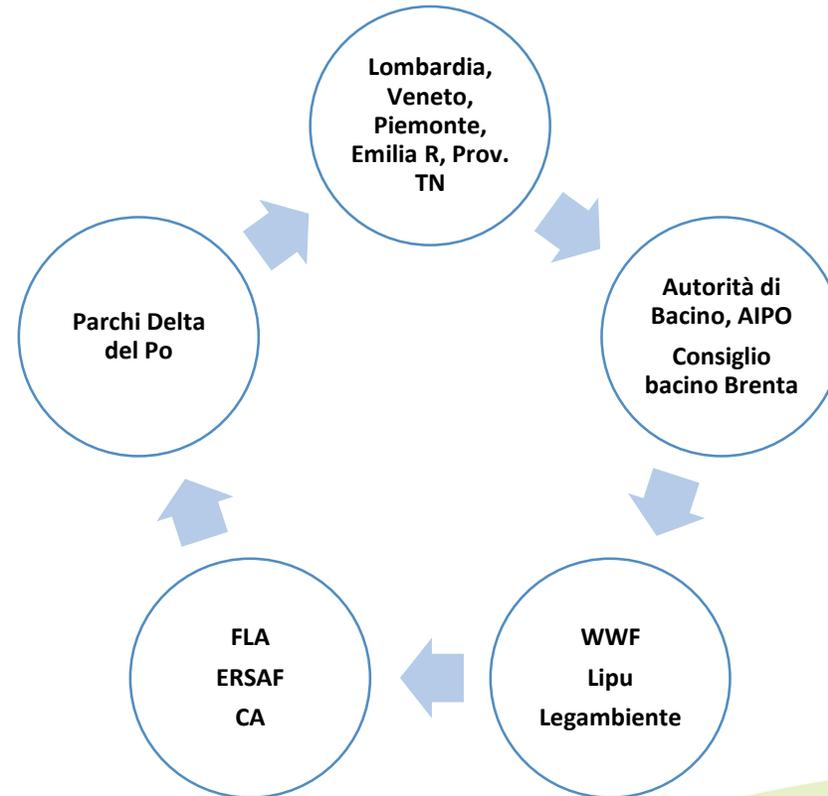 Lombardia,
Veneto,
Piemonte,
Emilia R, Prov.
TN
Autorità di
Bacino, AIPO
Consiglio
bacino Brenta
WWF
Lipu
Legambiente
FLA
ERSAF
CA
Parchi Delta
del Po